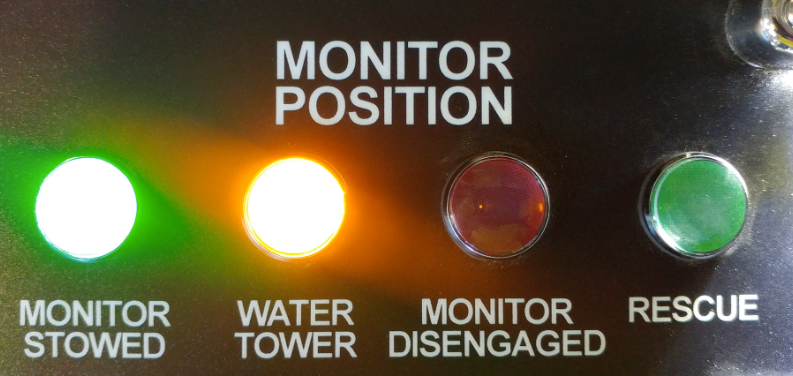 MONITOR
POSITION
MONITOR
STOWED
WATER
TOWER
MONITOR
DISENGAGED
RESCUE